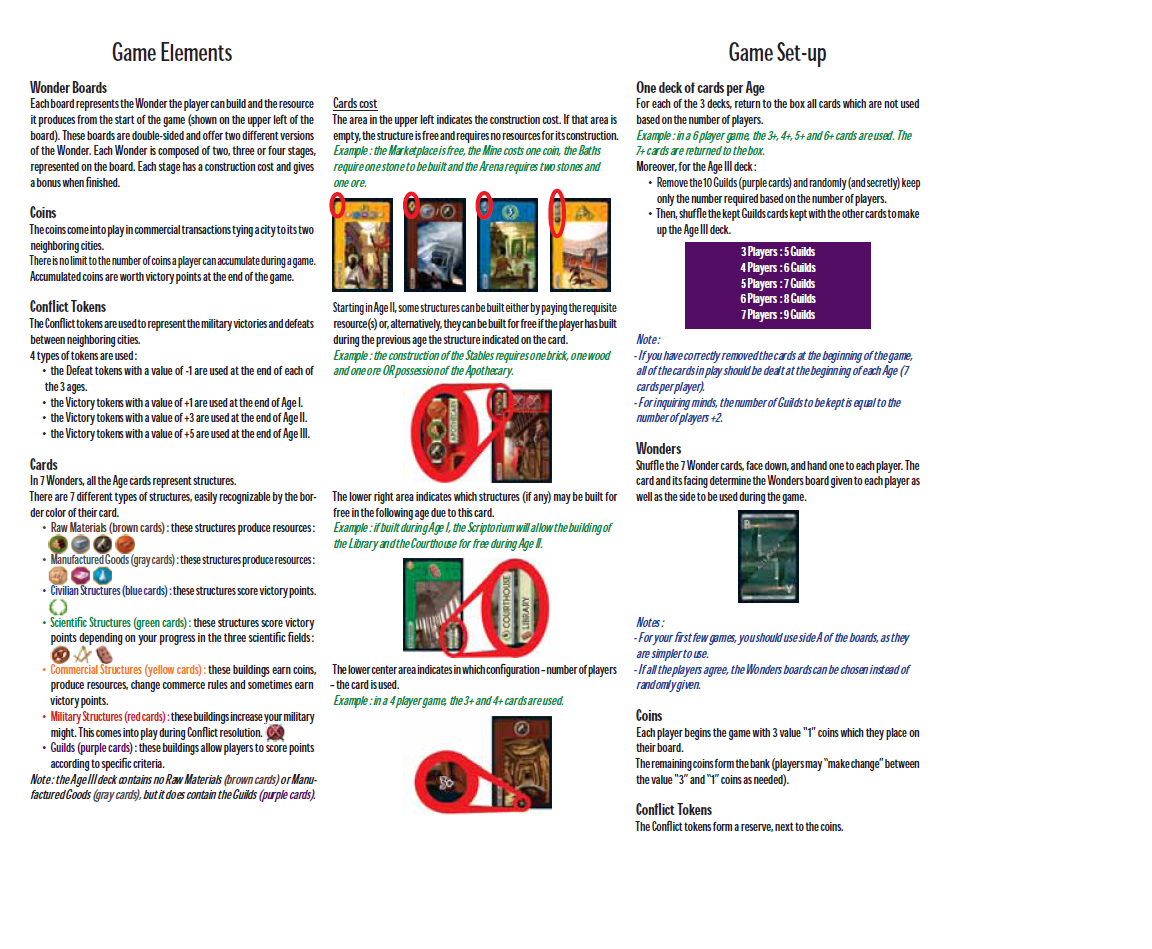 Game Elements
Wonder Boards
Each board represents the Wonder the player can build and the resource
it produces from the start of the game (shown on the upper left of the
board). These boards are double-sided and offer two different versions
of the Wonder. Each Wonder is composed of two, three or four stages,
represented on the board. Each stage has a construction cost and gives
a bonus when finished.
Coins
The coins come into play in commercial transactions tying a city to its two
neighboring cities.
There is no limit to the number of coins a player can accumulate during a game.
Accumulated coins are worth victory points at the end of the game.
Conflict Tokens
The Conflict tokens are used to represent the military victories and defeats
between neighboring cities.
4 types of tokens are used :
• the Defeat tokens with a value of -1 are used at the end of each of
the 3 ages.
• the Victory tokens with a value of +1 are used at the end of Age I.
• the Victory tokens with a value of +3 are used at the end of Age II.
• the Victory tokens with a value of +5 are used at the end of Age III.
Cards
In 7 Wonders, all the Age cards represent structures.
There are 7 different types of structures, easily recognizable by the bor-
der color of their card.
• Raw Materials (brown cards) : these structures produce resources :
• Manufactured Goods (gray cards) : these structures produce resources :
• Civilian Structures (blue cards) : these structures score victory points.
• Scientific Structures (green cards) : these structures score victory
points depending on your progress in the three scientific fields :
• Commercial Structures (yellow cards) : these buildings earn coins,
produce resources, change commerce rules and sometimes earn
victory points.
• Military Structures (red cards) : these buildings increase your military
might. This comes into play during Conflict resolution.
• Guilds (purple cards) : these buildings allow players to score points
according to specific criteria.
Note : the Age III deck contains no Raw Materials (brown cards) or Manu-
factured Goods (gray cards), but it does contain the Guilds (purple cards).
Cards cost
The area in the upper left indicates the construction cost. If that area is
empty, the structure is free and requires no resources for its construction.
Example : the Marketplace is free, the Mine costs one coin, the Baths
require one stone to be built and the Arena requires two stones and
one ore.
Starting in Age II, some structures can be built either by paying the requisite
resource(s) or, alternatively, they can be built for free if the player has built
during the previous age the structure indicated on the card.
Example : the construction of the Stables requires one brick, one wood
and one ore OR possession of the Apothecary.
APOTHECARY
The lower right area indicates which structures (if any) may be built for
free in the following age due to this card.
Example : if built during Age I, the Scriptorium will allow the building of
the Library and the Courthouse for free during Age II.
COURTHOUSE
LIBRARY
The lower center area indicates in which configuration – number of players
– the card is used.
Example : in a 4 player game, the 3+ and 4+ cards are used.
3+
Game Set-up
One deck of cards per Age
For each of the 3 decks, return to the box all cards which are not used
based on the number of players.
Example : in a 6 player game, the 3+, 4+, 5+ and 6+ cards are used. The
7+ cards are returned to the box.
Moreover, for the Age III deck :
• Remove the 10 Guilds (purple cards) and randomly (and secretly) keep
only the number required based on the number of players.
• Then, shuffle the kept Guilds cards kept with the other cards to make
up the Age III deck.
3 Players : 5 Guilds
4 Players : 6 Guilds
5 Players : 7 Guilds
6 Players : 8 Guilds
7 Players : 9 Guilds
Note :
- If you have correctly removed the cards at the beginning of the game,
all of the cards in play should be dealt at the beginning of each Age (7
cards per player).
- For inquiring minds, the number of Guilds to be kept is equal to the
number of players +2.
Wonders
Shuffle the 7 Wonder cards, face down, and hand one to each player. The
card and its facing determine the Wonders board given to each player as
well as the side to be used during the game.
B
A
Notes :
- For your first few games, you should use side A of the boards, as they
are simpler to use.
- If all the players agree, the Wonders boards can be chosen instead of
randomly given.
Coins
Each player begins the game with 3 value "1" coins which they place on
their board.
The remaining coins form the bank (players may "make change" between
the value "3" and "1" coins as needed).
Conflict Tokens
The Conflict tokens form a reserve, next to the coins.